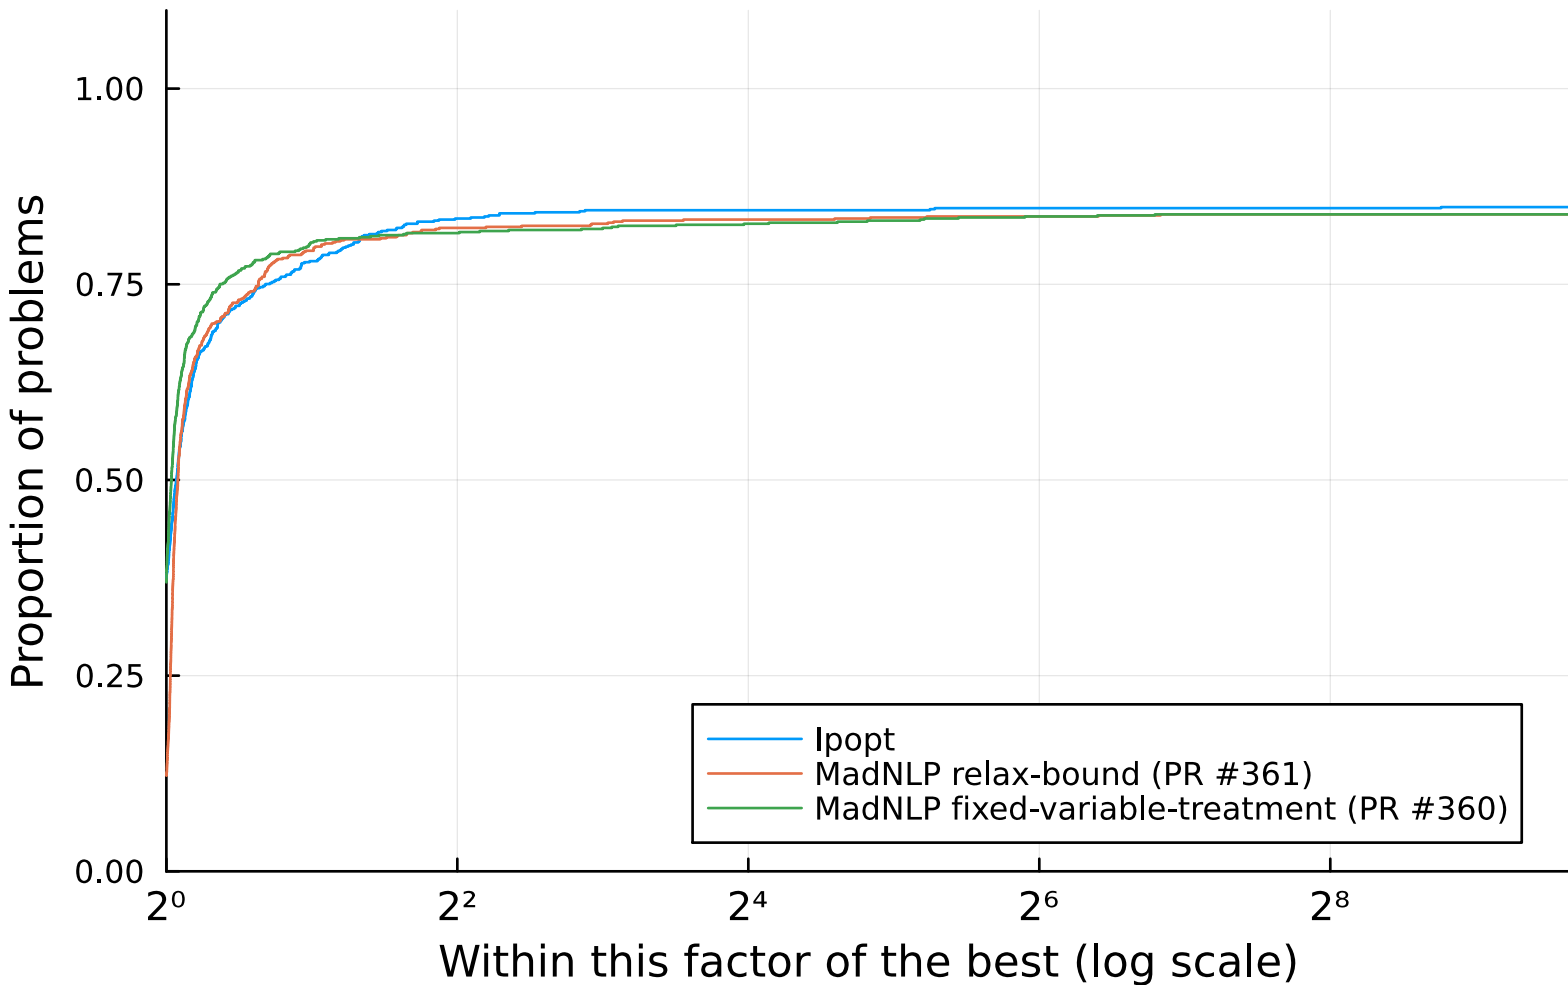 1.00
0.75
0.50
0.25
0.00
Proportion of problems
Ipopt
MadNLP relax-bound (PR #361)
MadNLP fixed-variable-treatment (PR #360)
2⁰ 2² 2⁴ 2⁶ 2⁸
Within this factor of the best (log scale)